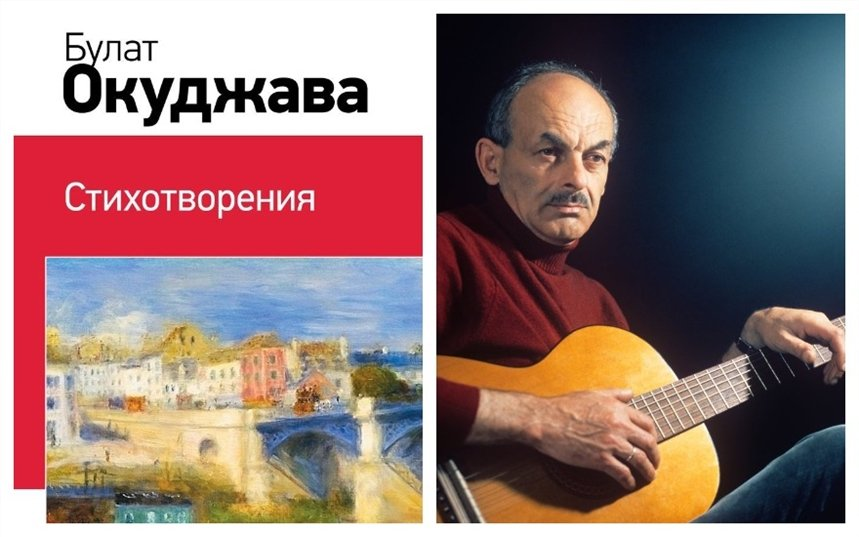 Булат
Окуджава
Стихотворения